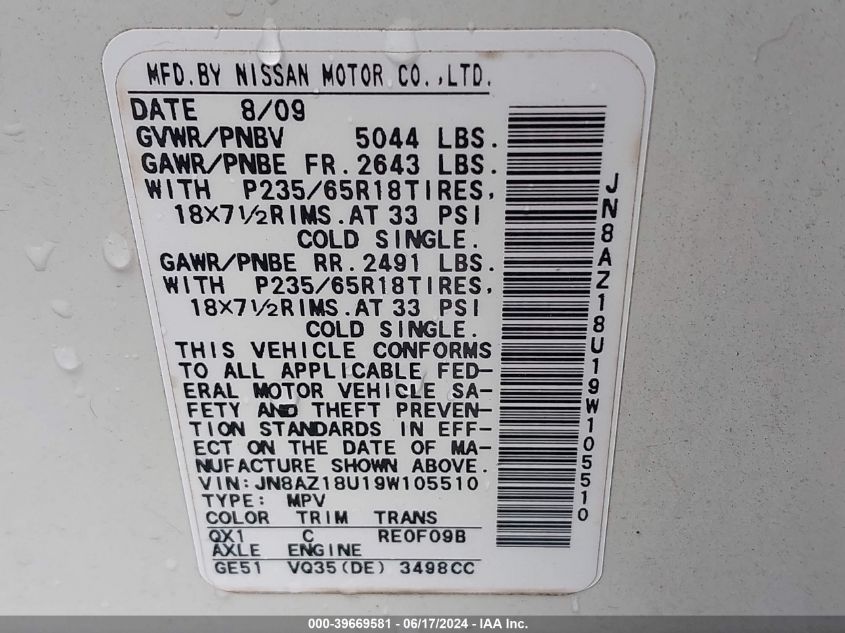 MFD.BY NISSAN MOTOR CO.,LTD.
DATE 8/09
GVWR/PNBV 5044 LBS.
GAWR/PNBE FR.2643 LBS.
WITH P235/65R18TIRES,
18×7½RIMS.AT 33 PSI
COLD SINGLE.
GAWR/PNBE RR.2491 LBS.
WITH P235/65R18TIRES,
18×7½RIMS.AT 33 PSI
COLD SINGLE.
THIS VEHICLE CONFORMS
TO ALL APPLICABLE FED-
ERAL MOTOR VEHICLE SA-
FETY AND THEFT PREVEN-
TION STANDARDS IN EFF-
ECT ON THE DATE OF MA-
NUFACTURE SHOWN ABOVE.
VIN:JN8AZ18U19W105510
TYPE: MPV
COLOR TRIM TRANS
QX1 C RE0F09B
AXLE ENGINE
GE51 VQ35(DE) 3498CC
JN8AZ18U19W105510
000-39669581 - 06/17/2024 - IAA Inc.